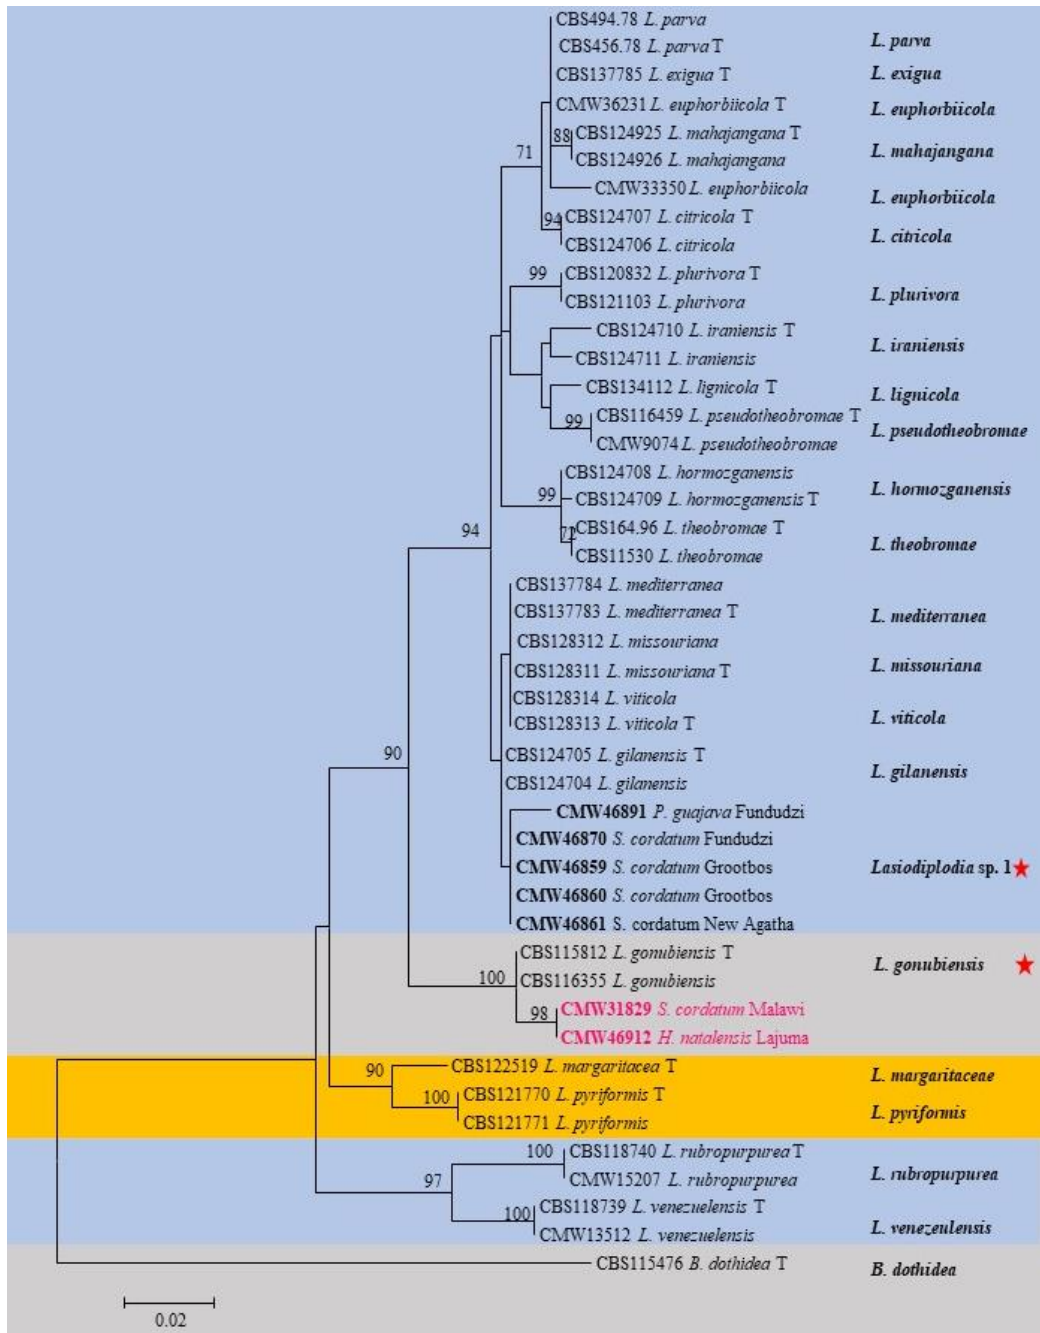 CBS494.78 L. parva
CBS456.78 L. parva T
L. parva
CBS137785 L. exigua T
L. exigua
CMW36231 L. euphorbiicola T
L. euphorbiicola
88
CBS124925 L. mahajangana T
CBS124926 L. mahajangana
L. mahajangana
71
CMW33350 L. euphorbiicola
L. euphorbiicola
94
CBS124707 L. citricola T
CBS124706 L. citricola
L. citricola
99
CBS120832 L. plurivora T
CBS121103 L. plurivora
L. plurivora
CBS124710 L. iraniensis T
CBS124711 L. iraniensis
L. iraniensis
CBS134112 L. lignicola T
L. lignicola
99
CBS116459 L. pseudotheobromae T
CMW9074 L. pseudotheobromae
L. pseudotheobromae
CBS124708 L. hormozganensis
99
CBS124709 L. hormozganensis T
L. hormozganensis
72
CBS164.96 L. theobromae T
CBS11530 L. theobromae
L. theobromae
94
CBS137784 L. mediterranea
CBS137783 L. mediterranea T
L. mediterranea
CBS128312 L. missouriana
CBS128311 L. missouriana T
L. missouriana
CBS128314 L. viticola
CBS128313 L. viticola T
L. viticola
90
CBS124705 L. gilanensis T
CBS124704 L. gilanensis
L. gilanensis
CMW46891 P. guajava Fundudzi
CMW46870 S. cordatum Fundudzi
CMW46859 S. cordatum Grootbos
Lasiodiplodia sp. 1
CMW46860 S. cordatum Grootbos
CMW46861 S. cordatum New Agatha
CBS115812 L. gonubiensis T
L. gonubiensis
100
CBS116355 L. gonubiensis
98
CMW31829 S. cordatum Malawi
CMW46912 H. natalensis Lajuma
90
CBS122519 L. margaritacea T
L. margaritaceae
100
CBS121770 L. pyriformis T
CBS121771 L. pyriformis
L. pyriformis
100
CBS118740 L. rubropurpurea T
CMW15207 L. rubropurpurea
L. rubropurpurea
97
100
CBS118739 L. venezuelensis T
CMW13512 L. venezuelensis
L. venezeulensis
CBS115476 B. dothidea T
B. dothidea
0.02